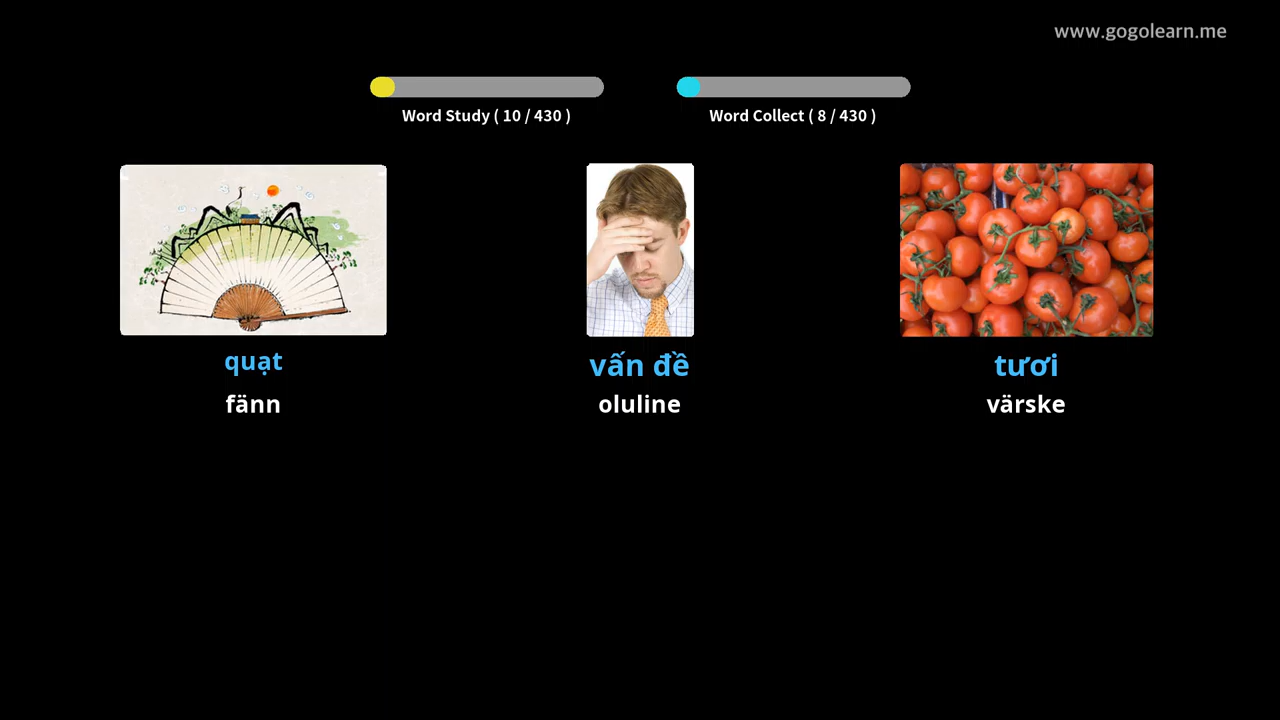 www.gogolearn.me
Word Study ( 10 / 430 )
Word Collect ( 8 / 430 )
quạt
fänn
vấn đề
oluline
tươi
värske